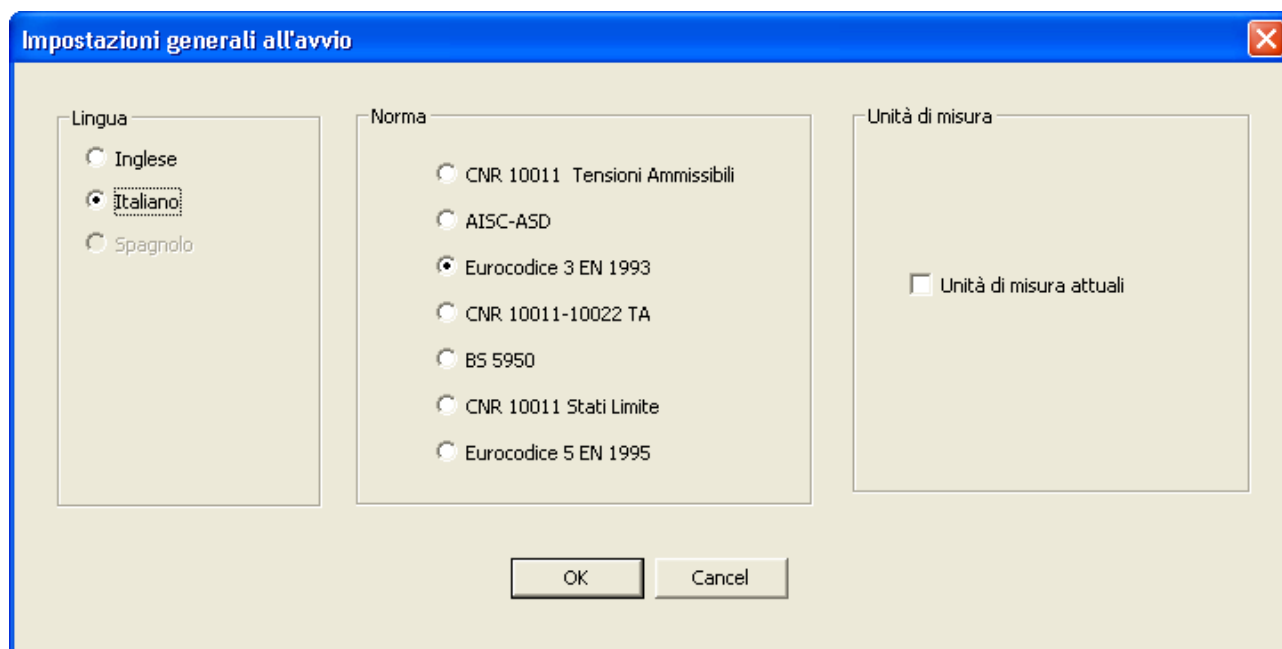 Impostazioni generali all'avvio
Lingua
Inglese
Italiano
Spagnolo
Norma
CNR 10011  Tensioni Ammissibili
AISC-ASD
Eurocodice 3 EN 1993
CNR 10011-10022 TA
BS 5950
CNR 10011 Stati Limite
Eurocodice 5 EN 1995
Unità di misura
Unità di misura attuali
OK
Cancel